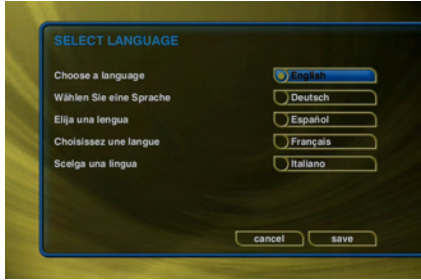 SELECT LANGUAGE
Choose a language English
Wählen Sie eine Sprache Deutsch
Elija una lengua Español
Choisissez une langue Français
Scelga una lingua Italiano
cancel save